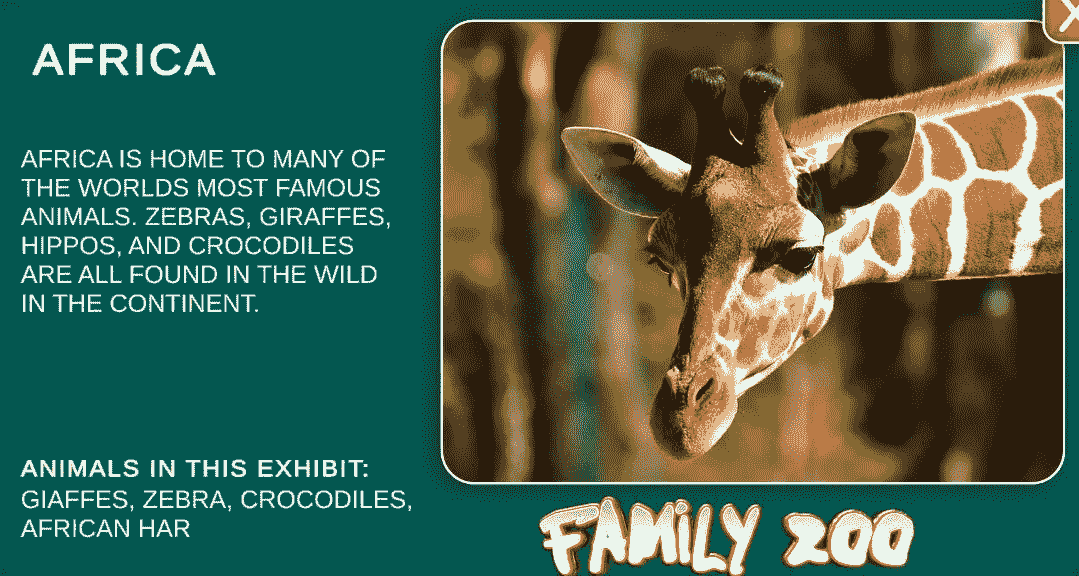 AFRICA
AFRICA IS HOME TO MANY OF
THE WORLDS MOST FAMOUS
ANIMALS. ZEBRAS, GIRAFFES,
HIPPOS, AND CROCODILES
ARE ALL FOUND IN THE WILD
IN THE CONTINENT.
ANIMALS IN THIS EXHIBIT:
GIAFFES, ZEBRA, CROCODILES,
AFRICAN HAR
FAMiLY ZOO